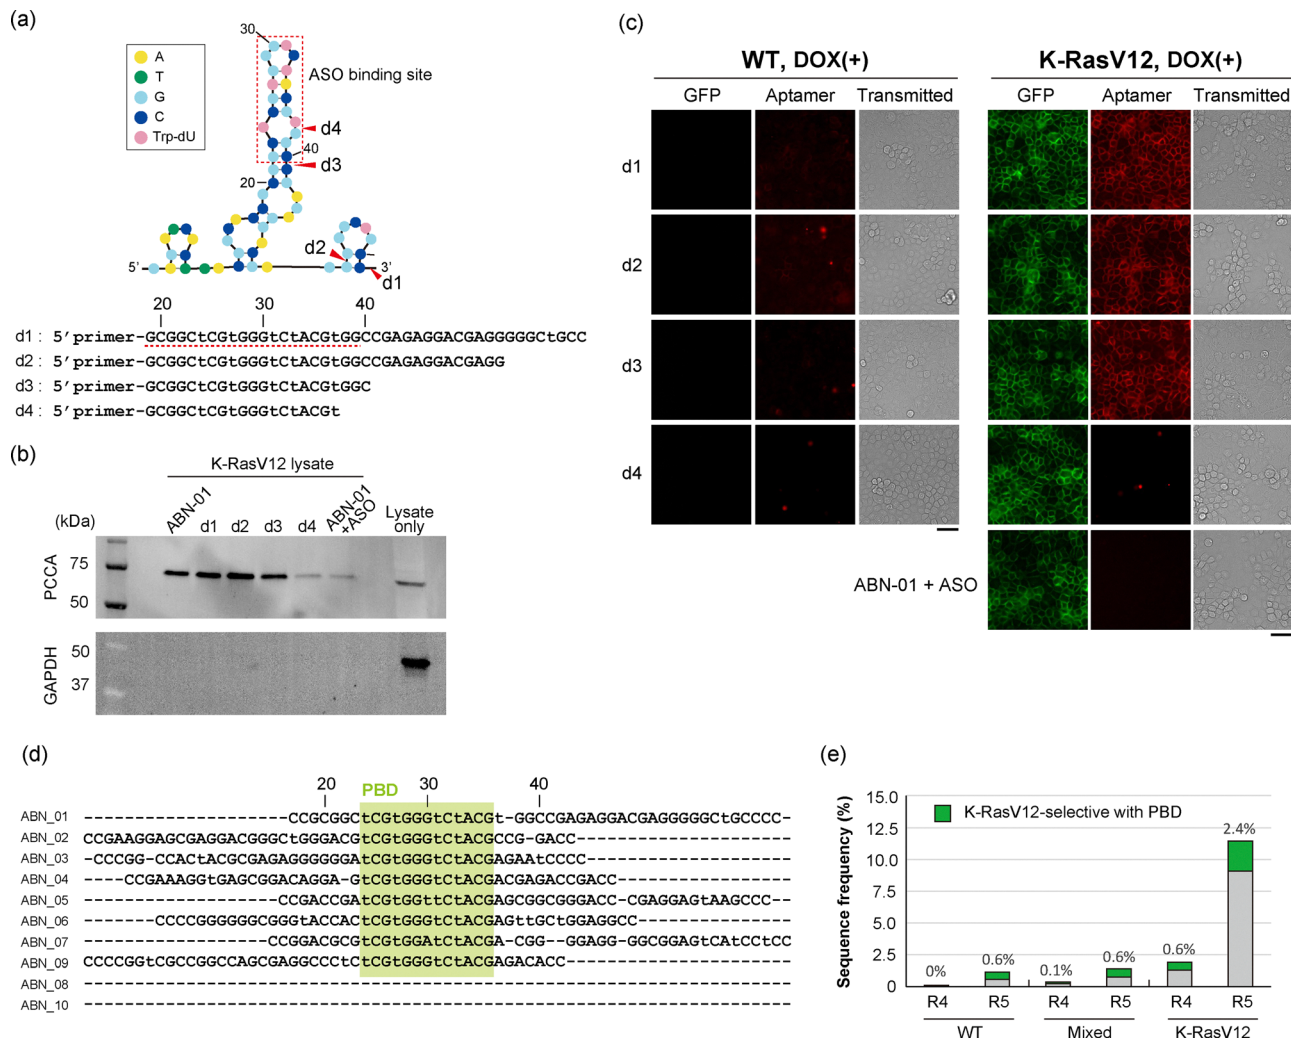 (a)
A
T
G
C
Trp-dU
30
ASO binding site
d4
40
d3
20
d2
5’
3’
d1
20 30 40
d1 : 5’primer-GCGGCtCGtGGGtCtACGtGGCCGAGAGGACGAGGGGGCtGCC
d2 : 5’primer-GCGGCtCGtGGGtCtACGtGGCCGAGAGGACGAGG
d3 : 5’primer-GCGGCtCGtGGGtCtACGtGGC
d4 : 5’primer-GCGGCtCGtGGGtCtACGt
(b)
K-RasV12 lysate
(kDa)
ABN-01
d1
d2
d3
d4
ABN-01
+ASO
Lysate
only
PCCA
75
50
GAPDH
50
37
(c)
WT, DOX(+)
GFP Aptamer Transmitted
K-RasV12, DOX(+)
GFP Aptamer Transmitted
d1
d2
d3
d4
ABN-01 + ASO
(d)
20 PBD 30 40
ABN_01 --------------------CCGCGGCtCGtGGGtCtACGt-GGCCGAGAGGACGAGGGGGCtGCCCC-
ABN_02 CCGAAGGAGCGAGGACGGGCtGGGACGtCGtGGGtCtACGCCG-GACC---------------------
ABN_03 -CCCGG-CCACtACGCGAGAGGGGGGAtCGtGGGtCtACGAGAAtCCCC--------------------
ABN_04 ----CCGAAAGGtGAGCGGACAGGA-GtCGtGGGtCtACGACGAGACCGACC-----------------
ABN_05 -------------------CCGACCGAtCGtGGttCtACGAGCGGCGGGACC-CGAGGAGtAAGCCC--
ABN_06 -------CCCCGGGGGGCGGGtACCACtCGtGGGtCtACGAGttGCtGGAGGCC---------------
ABN_07 ------------------CCGGACGCGtCGtGGAtCtACGA-CGG--GGAGG-GGCGGAGtCAtCCtCC
ABN_09 CCCCGGtCGCCGGCCAGCGAGGCCCtCtCGtGGGtCtACGAGACACC----------------------
ABN_08 ---------------------------------------------------------------------
ABN_10 ---------------------------------------------------------------------
(e)
Sequence frequency (%)
15.0
12.5
10.0
7.5
5.0
2.5
0
K-RasV12-selective with PBD
0% 0.6% 0.1% 0.6% 0.6% 2.4%
R4 R5 R4 R5 R4 R5
WT Mixed K-RasV12